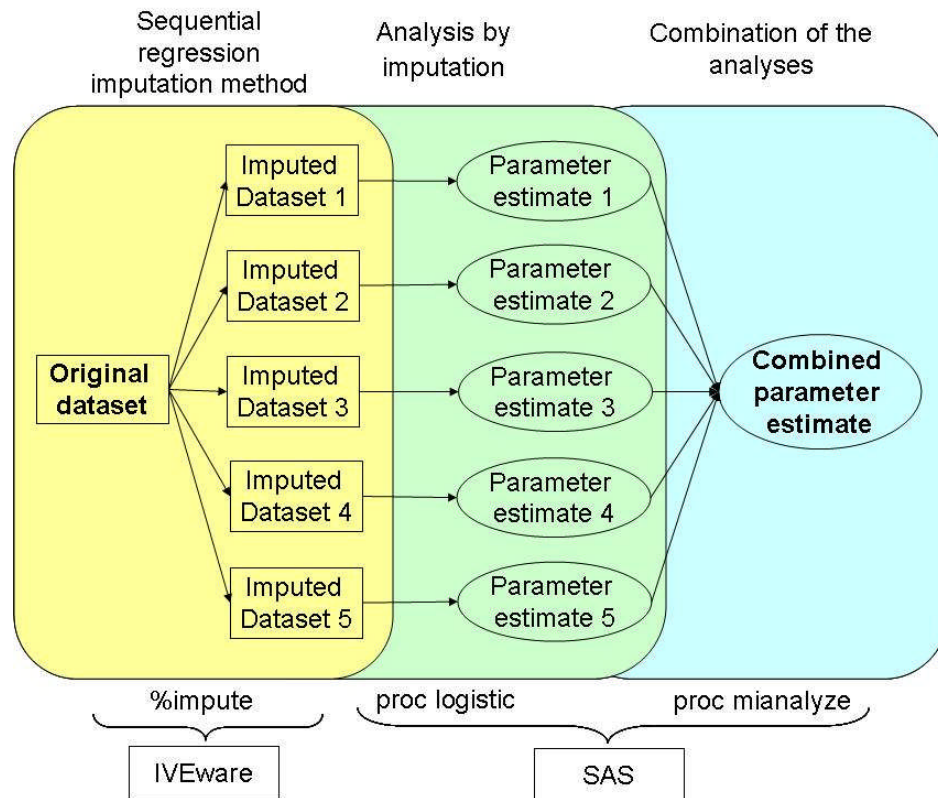 Sequential
regression
imputation method
Analysis by
imputation
Combination of the
analyses
Original
dataset
Imputed
Dataset 1
Imputed
Dataset 2
Imputed
Dataset 3
Imputed
Dataset 4
Imputed
Dataset 5
Parameter
estimate 1
Parameter
estimate 2
Parameter
estimate 3
Parameter
estimate 4
Parameter
estimate 5
Combined
parameter
estimate
%impute
proc logistic
proc mianalyze
IVEware
SAS